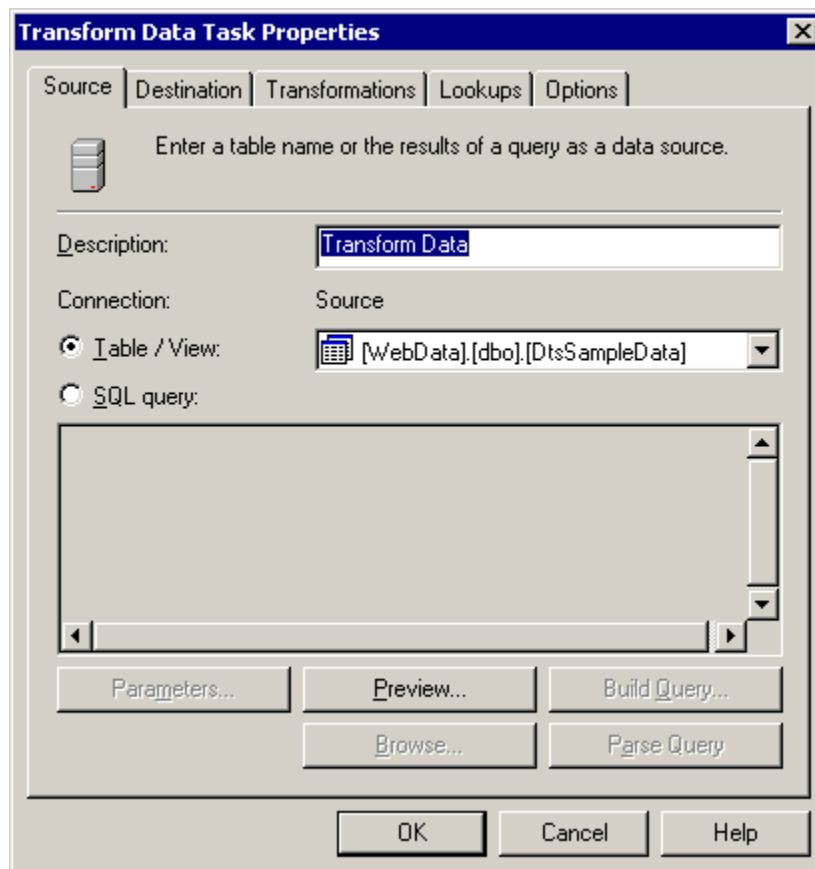 Transform Data Task Properties
Source Destination Transformations Lookups Options
Enter a table name or the results of a query as a data source.
Description: Transform Data
Connection: Source
Table / View: [WebData].[dbo].[DtsSampleData]
SQL query:
Parameters... Preview... Build Query...
Browse... Parse Query
OK Cancel Help